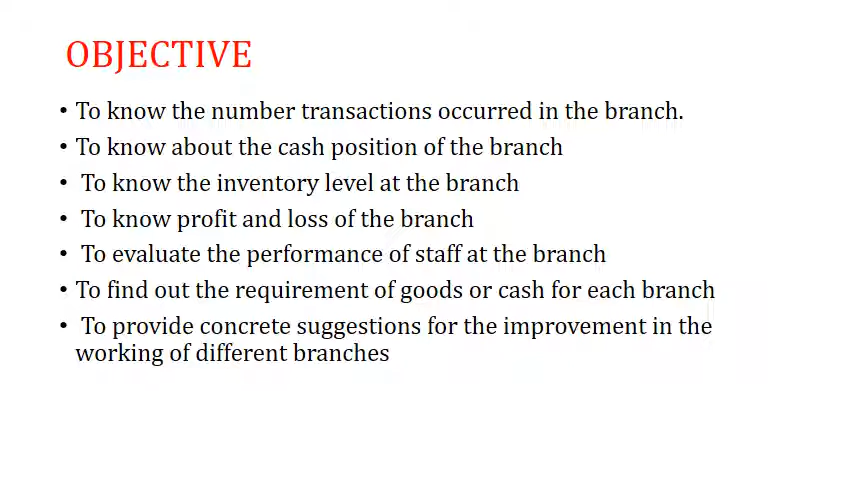 OBJECTIVE
• To know the number transactions occurred in the branch.
• To know about the cash position of the branch
• To know the inventory level at the branch
• To know profit and loss of the branch
• To evaluate the performance of staff at the branch
• To find out the requirement of goods or cash for each branch
• To provide concrete suggestions for the improvement in the
working of different branches